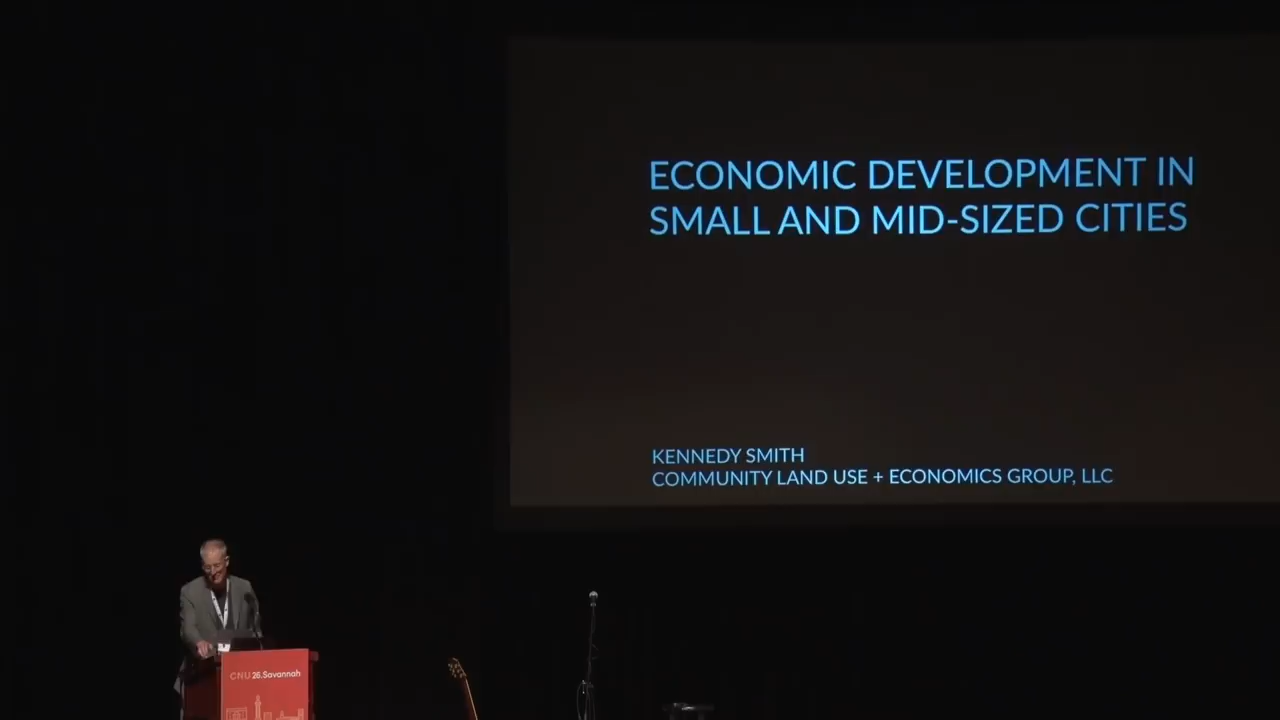 ECONOMIC DEVELOPMENT IN
SMALL AND MID-SIZED CITIES
KENNEDY SMITH
COMMUNITY LAND USE + ECONOMICS GROUP, LLC
CNU 26.Savannah